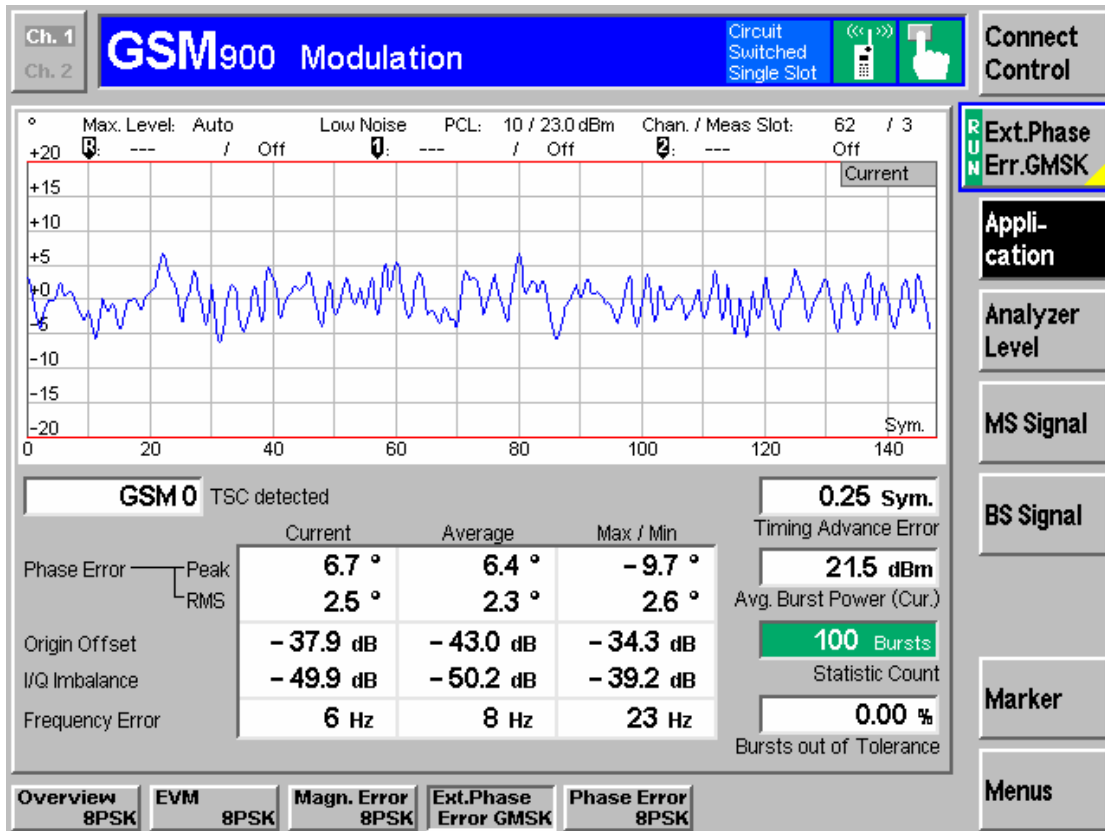 Ch. 1
Ch. 2
GSM900 Modulation
Circuit
Switched
Single Slot
Connect
Control
° Max. Level: Auto Low Noise PCL: 10 / 23.0 dBm Chan. / Meas Slot: 62 / 3
R: --- / Off 1: --- / Off 2: --- Off
Current
+20
+15
+10
+5
+0
-5
-10
-15
-20
Sym.
0 20 40 60 80 100 120 140
RUN
Ext.Phase
Err.GMSK
Appli-
cation
Analyzer
Level
MS Signal
BS Signal
Marker
Menus
GSM 0 TSC detected
Current Average Max / Min
Phase Error Peak 6.7 ° 6.4 ° -9.7 °
RMS 2.5 ° 2.3 ° 2.6 °
Origin Offset -37.9 dB -43.0 dB -34.3 dB
I/Q Imbalance -49.9 dB -50.2 dB -39.2 dB
Frequency Error 6 Hz 8 Hz 23 Hz
0.25 Sym.
Timing Advance Error
21.5 dBm
Avg. Burst Power (Cur.)
100 Bursts
Statistic Count
0.00 %
Bursts out of Tolerance
Overview
8PSK
EVM
8PSK
Magn. Error
8PSK
Ext.Phase
Error GMSK
Phase Error
8PSK